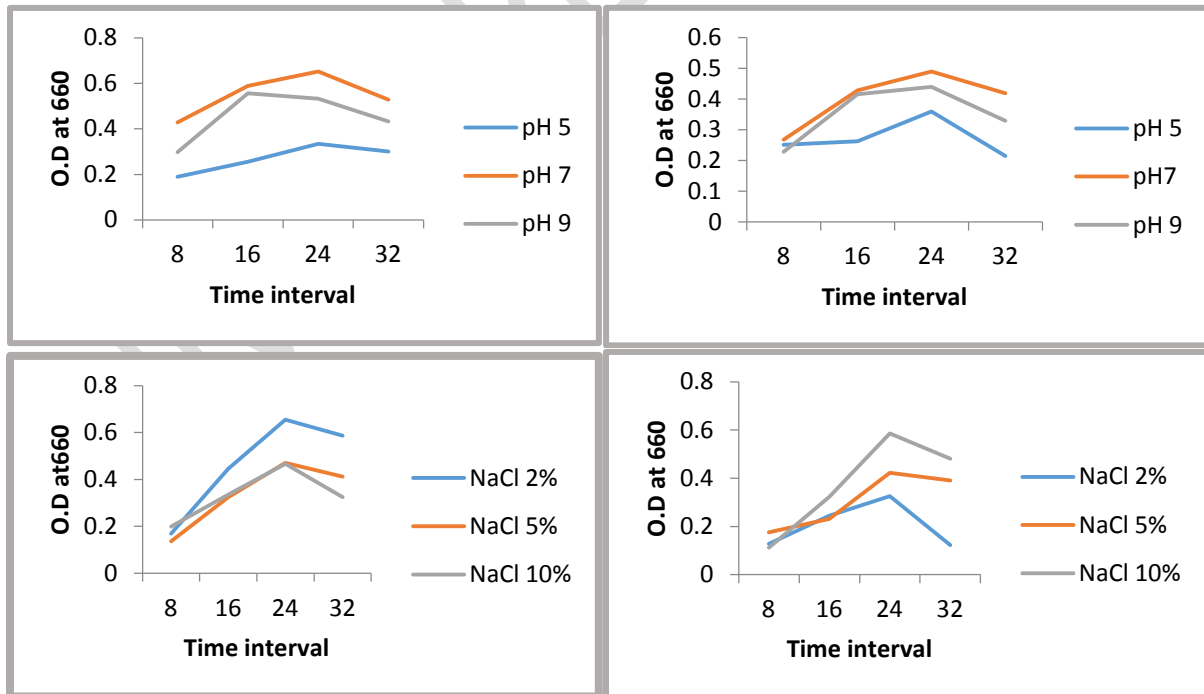 0.8
0.6
0.4
0.2
0
O.D at 660
8 16 24 32
Time interval
pH 5
pH 7
pH 9
0.6
0.5
0.4
0.3
0.2
0.1
0
O.D at 660
8 16 24 32
Time interval
pH 5
pH7
pH 9
0.8
0.6
0.4
0.2
0
O.D at660
8 16 24 32
Time interval
NaCl 2%
NaCl 5%
NaCl 10%
0.8
0.6
0.4
0.2
0
O.D at 660
8 16 24 32
Time interval
NaCl 2%
NaCl 5%
NaCl 10%